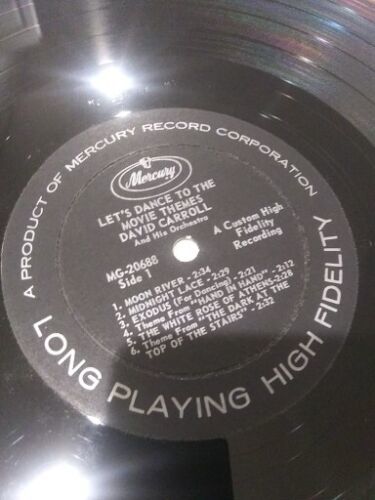 A PRODUCT OF MERCURY RECORD CORPORATION
Mercury
LET'S DANCE TO THE
MOVIE THEMES
DAVID CARROLL
And His Orchestra
MG-20688
Side 1
A Custom High
Fidelity
Recording
1. MOON RIVER - 2:34
2. MIDNIGHT LACE - 2:29
3. EXODUS (For Dancing) - 2:21
4. Theme From "HAND IN HAND" - 2:12
5. THE WHITE ROSE OF ATHENS-2:28
6. Theme From "THE DARK AT THE
TOP OF THE STAIRS" - 2:32
LONG PLAYING HIGH FIDELITY